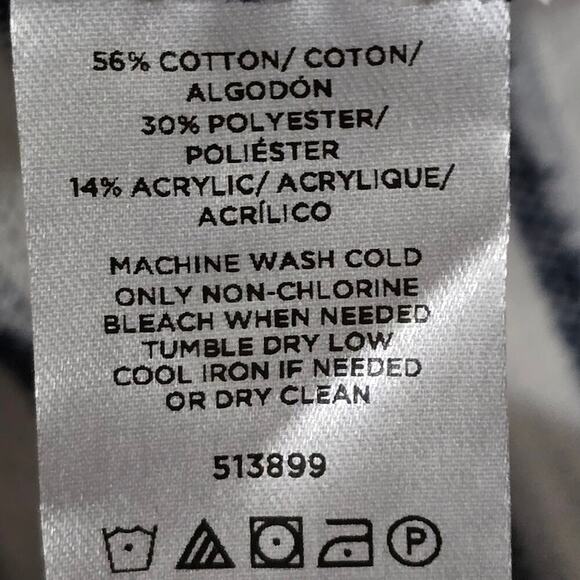 56% COTTON/ COTON/
ALGODÓN
30% POLYESTER/
POLIÉSTER
14% ACRYLIC/ ACRYLIQUE/
ACRÍLICO
MACHINE WASH COLD
ONLY NON-CHLORINE
BLEACH WHEN NEEDED
TUMBLE DRY LOW
COOL IRON IF NEEDED
OR DRY CLEAN
513899
P